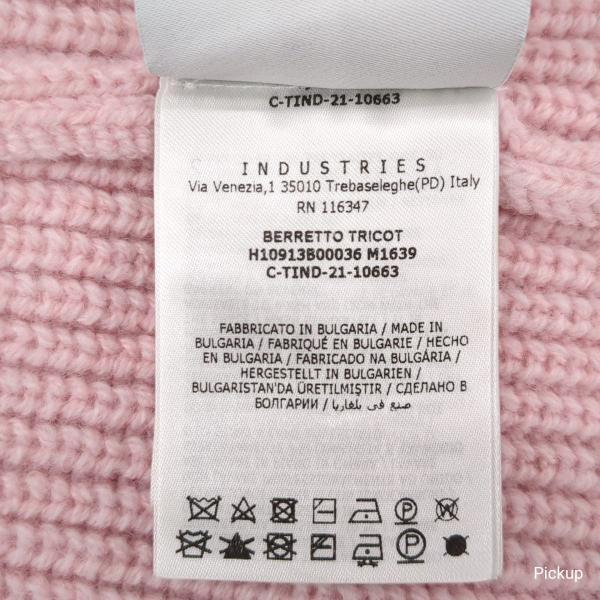 C-TIND-21-10663
INDUSTRIES
Via Venezia,1 35010 Trebaseleghe(PD) Italy
RN 116347
BERRETTO TRICOT
H10913B00036 M1639
C-TIND-21-10663
FABBRICATO IN BULGARIA / MADE IN
BULGARIA / FABRIQUÉ EN BULGARIE / HECHO
EN BULGARIA / FABRICADO NA BULGÁRIA /
HERGESTELLT IN BULGARIEN /
BULGARISTAN'DA ÜRETILMIŞTIR / СДЕЛАНО В
БОЛГАРИИ / صنع في بلغاريا
Pickup